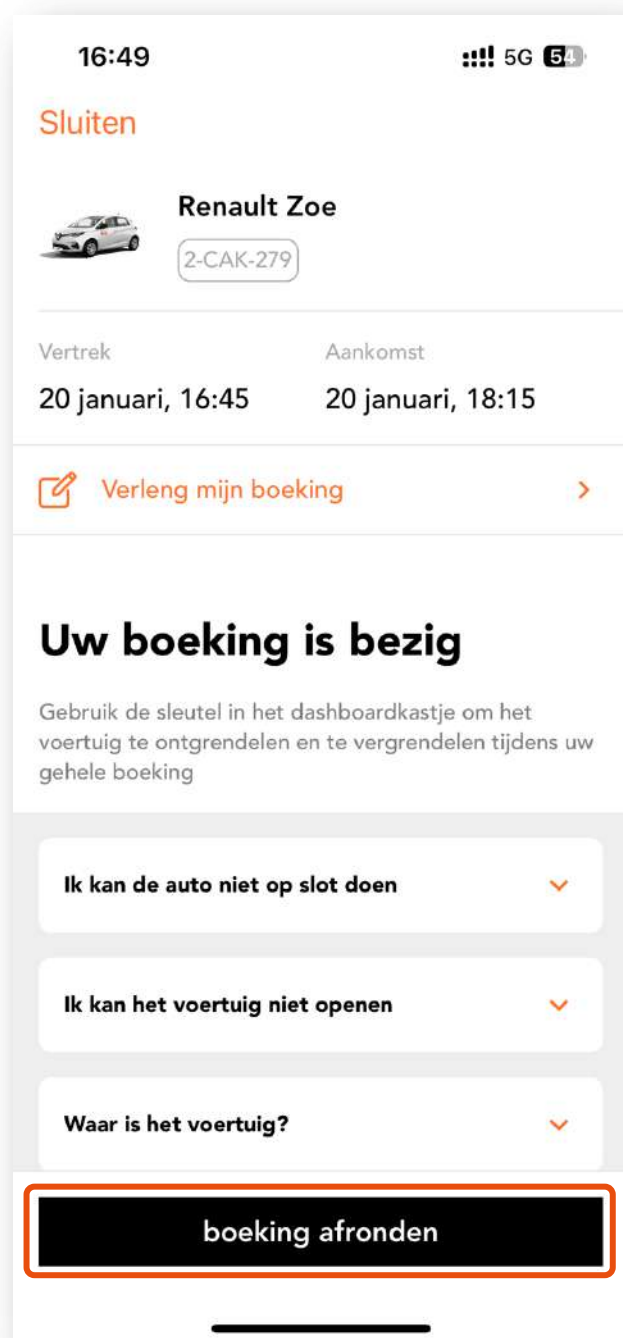 16:49
5G 54
Sluiten
Renault Zoe
2-CAK-279
Vertrek
Aankomst
20 januari, 16:45
20 januari, 18:15
Verleng mijn boeking
Uw boeking is bezig
Gebruik de sleutel in het dashboardkastje om het
voertuig te ontgrendelen en te vergrendelen tijdens uw
gehele boeking
Ik kan de auto niet op slot doen
Ik kan het voertuig niet openen
Waar is het voertuig?
boeking afronden